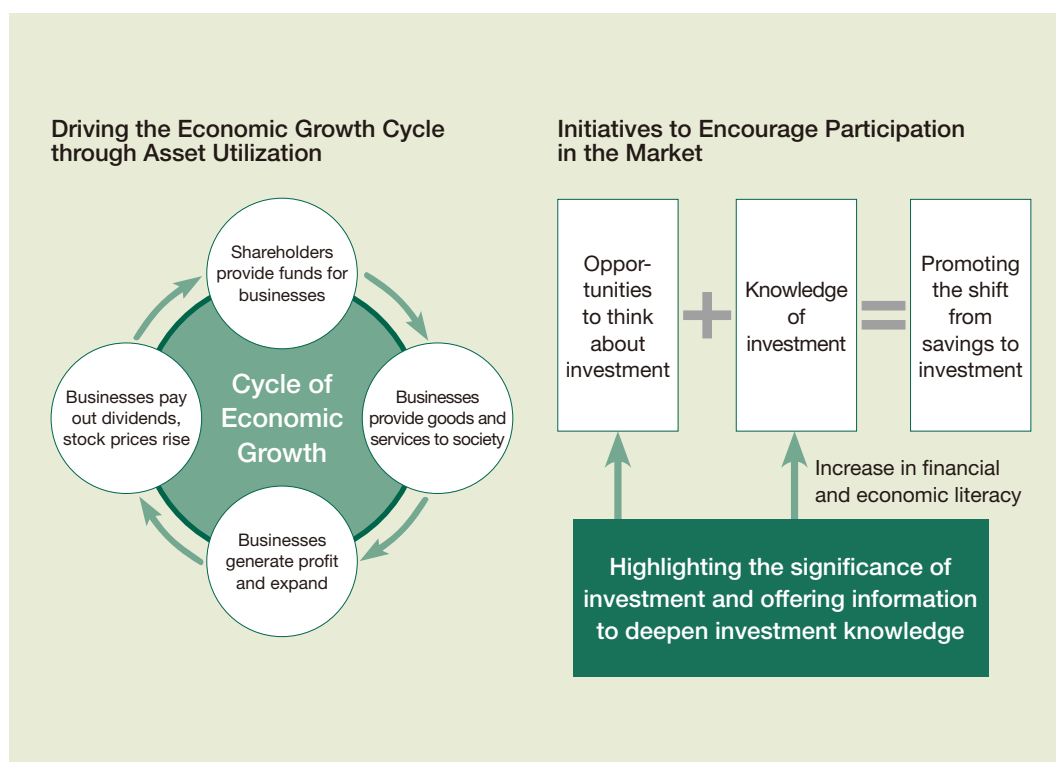 Driving the Economic Growth Cycle
through Asset Utilization
Shareholders
provide funds for
businesses
Businesses
provide goods and
services to society
Businesses
generate profit
and expand
Businesses pay
out dividends,
stock prices rise
Cycle of
Economic
Growth
Initiatives to Encourage Participation
in the Market
Oppor-
tunities
to think
about
investment
+
Knowledge
of
investment
=
Promoting
the shift
from
savings to
investment
Increase in financial
and economic literacy
Highlighting the significance of
investment and offering information
to deepen investment knowledge